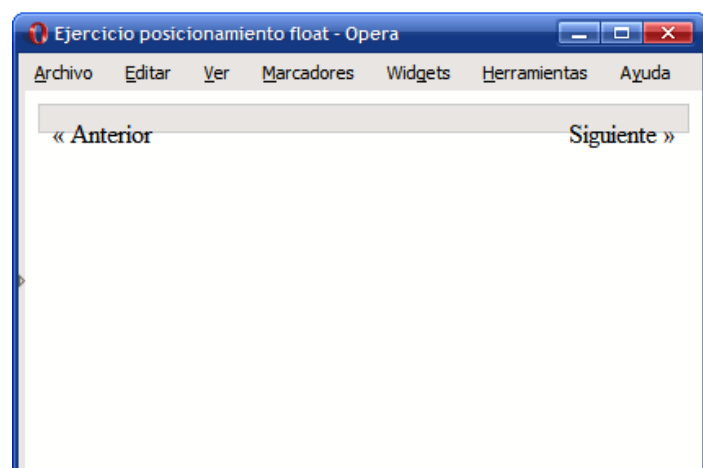 Ejercicio posicionamiento float - Opera
Archivo Editar Ver Marcadores Widgets Herramientas Ayuda
« Anterior Siguiente »